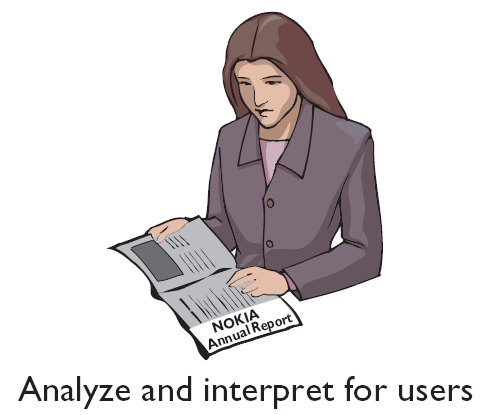 NOKIA
Annual Report
Analyze and interpret for users